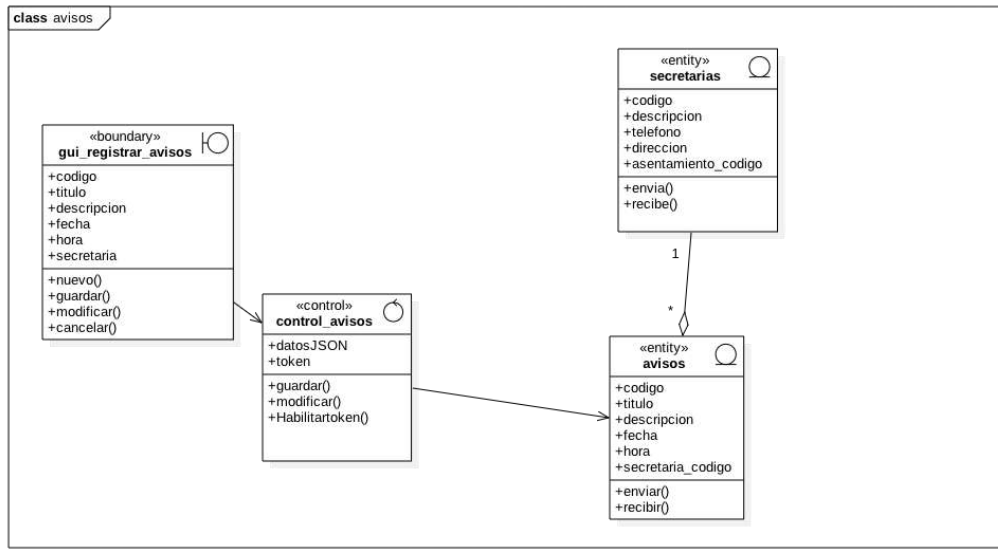 class avisos
«entity»
secretarias
+codigo
+descripcion
+telefono
+direccion
+asentamiento_codigo
+envia()
+recibe()
«boundary»
gui_registrar_avisos
+codigo
+titulo
+descripcion
+fecha
+hora
+secretaria
+nuevo()
+guardar()
+modificar()
+cancelar()
1
*
«control»
control_avisos
+datosJSON
+token
+guardar()
+modificar()
+Habilitartoken()
«entity»
avisos
+codigo
+titulo
+descripcion
+fecha
+hora
+secretaria_codigo
+enviar()
+recibir()